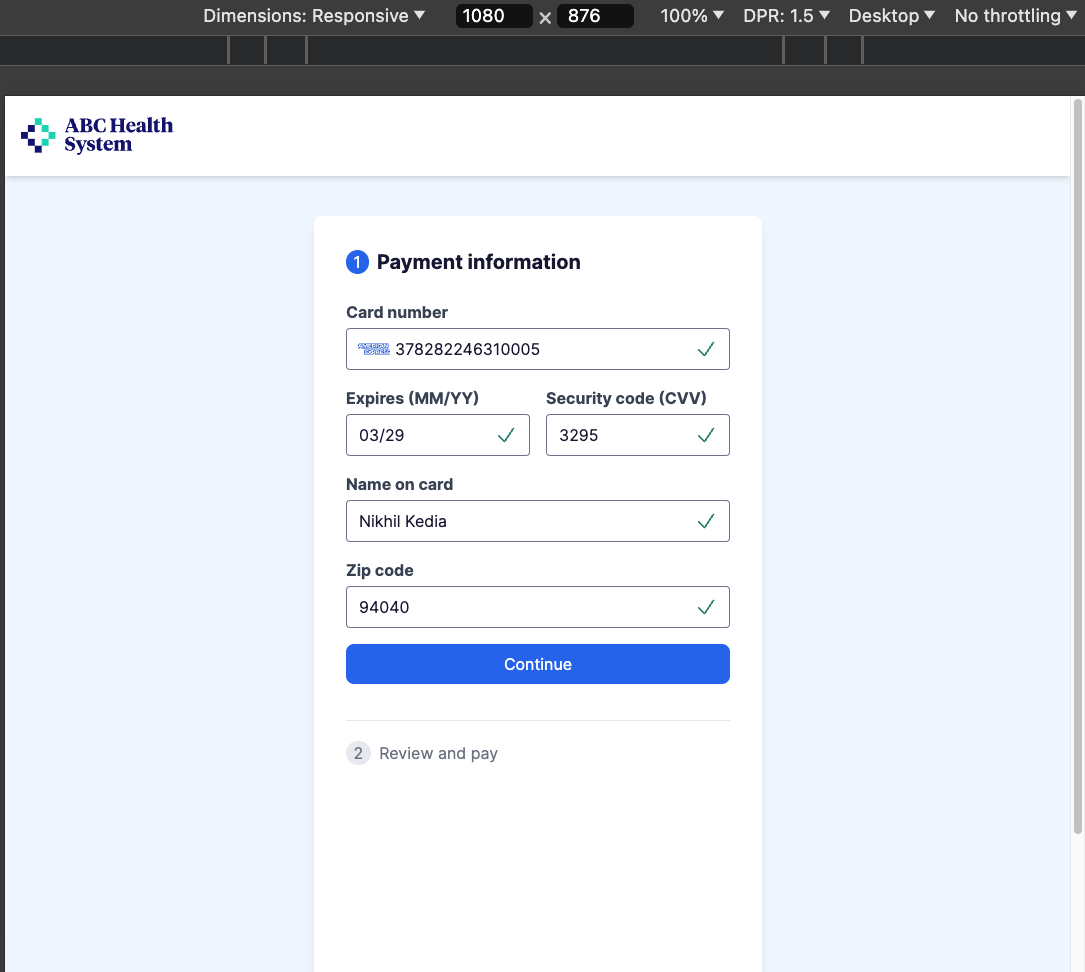 Dimensions: Responsive ▼ 1080 × 876 100% ▼ DPR: 1.5 ▼ Desktop ▼ No throttling ▼
ABC Health
System
1 Payment information
Card number
AMERICAN EXPRESS 378282246310005
Expires (MM/YY) Security code (CVV)
03/29 3295
Name on card
Nikhil Kedia
Zip code
94040
Continue
2 Review and pay